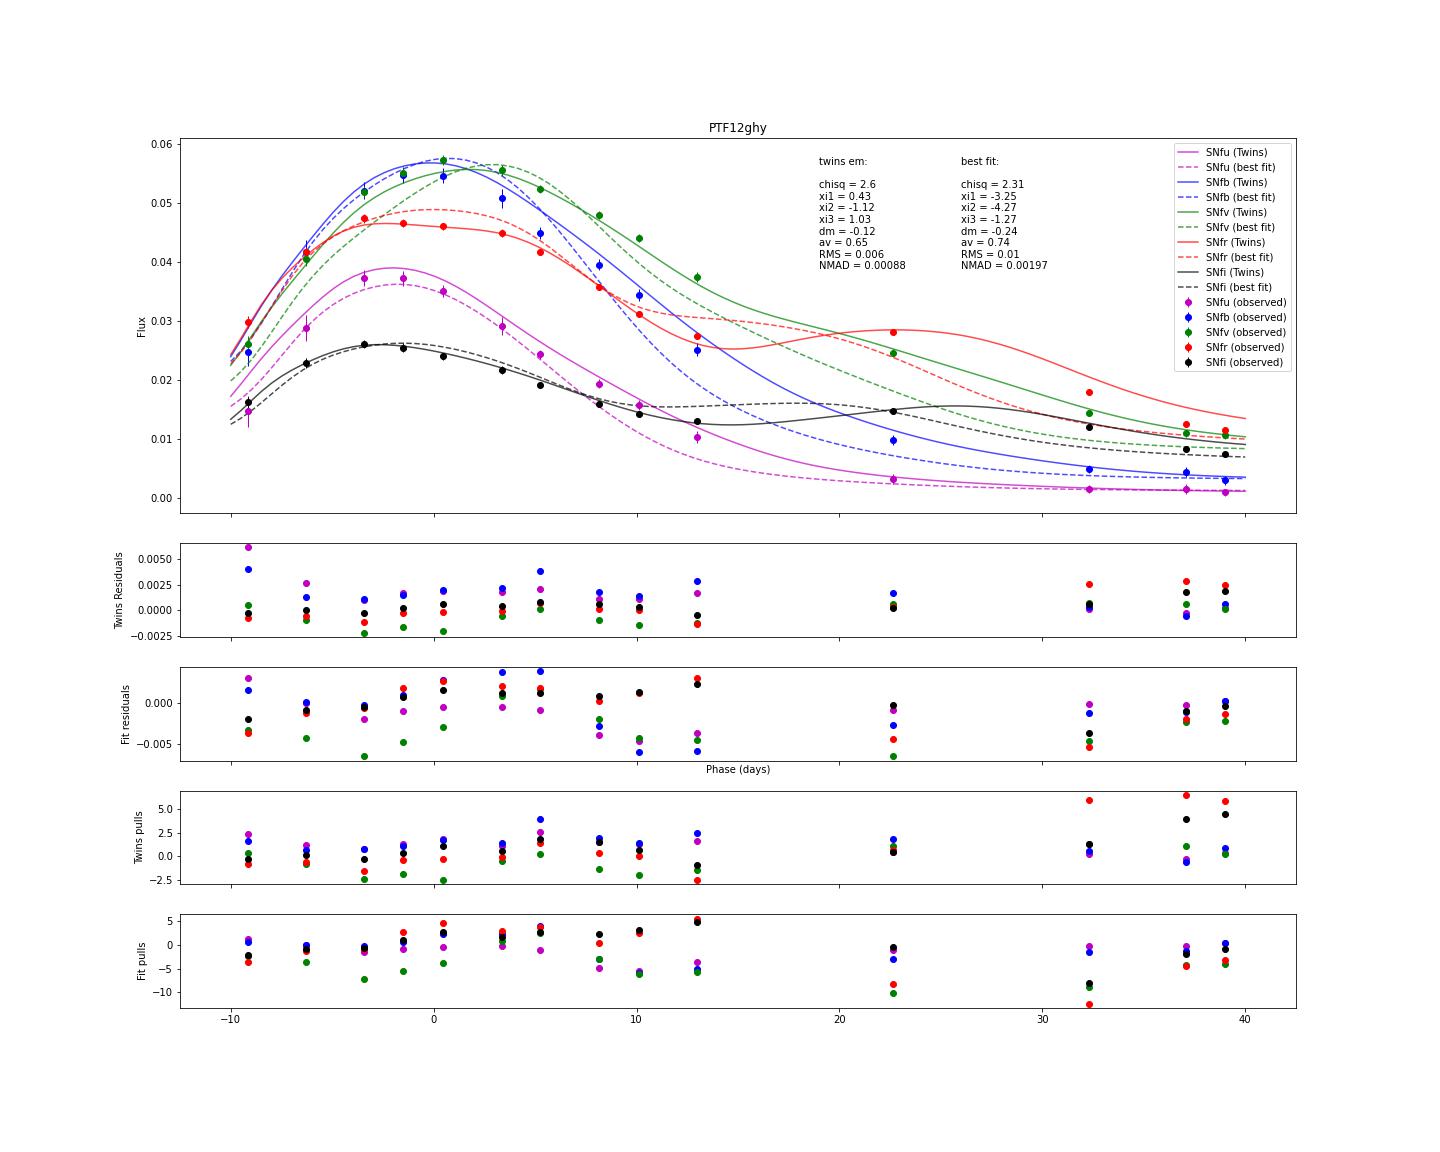 PTF12ghy
0.06
0.05
0.04
0.03
0.02
0.01
0.00
Flux
twins em:
chisq = 2.6
xi1 = 0.43
xi2 = -1.12
xi3 = 1.03
dm = -0.12
av = 0.65
RMS = 0.006
NMAD = 0.00088
best fit:
chisq = 2.31
xi1 = -3.25
xi2 = -4.27
xi3 = -1.27
dm = -0.24
av = 0.74
RMS = 0.01
NMAD = 0.00197
SNfu (Twins)
SNfu (best fit)
SNfb (Twins)
SNfb (best fit)
SNfv (Twins)
SNfv (best fit)
SNfr (Twins)
SNfr (best fit)
SNfi (Twins)
SNfi (best fit)
SNfu (observed)
SNfb (observed)
SNfv (observed)
SNfr (observed)
SNfi (observed)
0.0050
0.0025
0.0000
−0.0025
Twins Residuals
0.000
−0.005
Fit residuals
Phase (days)
5.0
2.5
0.0
−2.5
Twins pulls
5
0
−5
−10
Fit pulls
−10
0
10
20
30
40